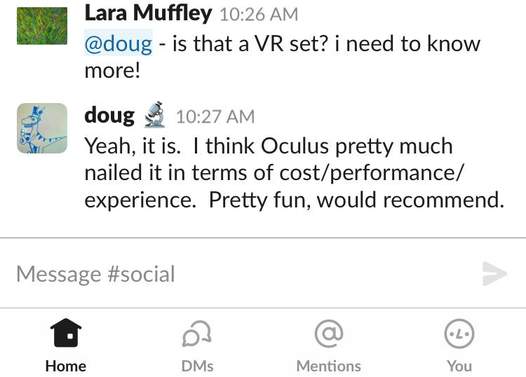 Lara Muffley 10:26 AM
@doug - is that a VR set? i need to know
more!
doug 10:27 AM
Yeah, it is. I think Oculus pretty much
nailed it in terms of cost/performance/
experience. Pretty fun, would recommend.
Message #social
Home DMs Mentions You